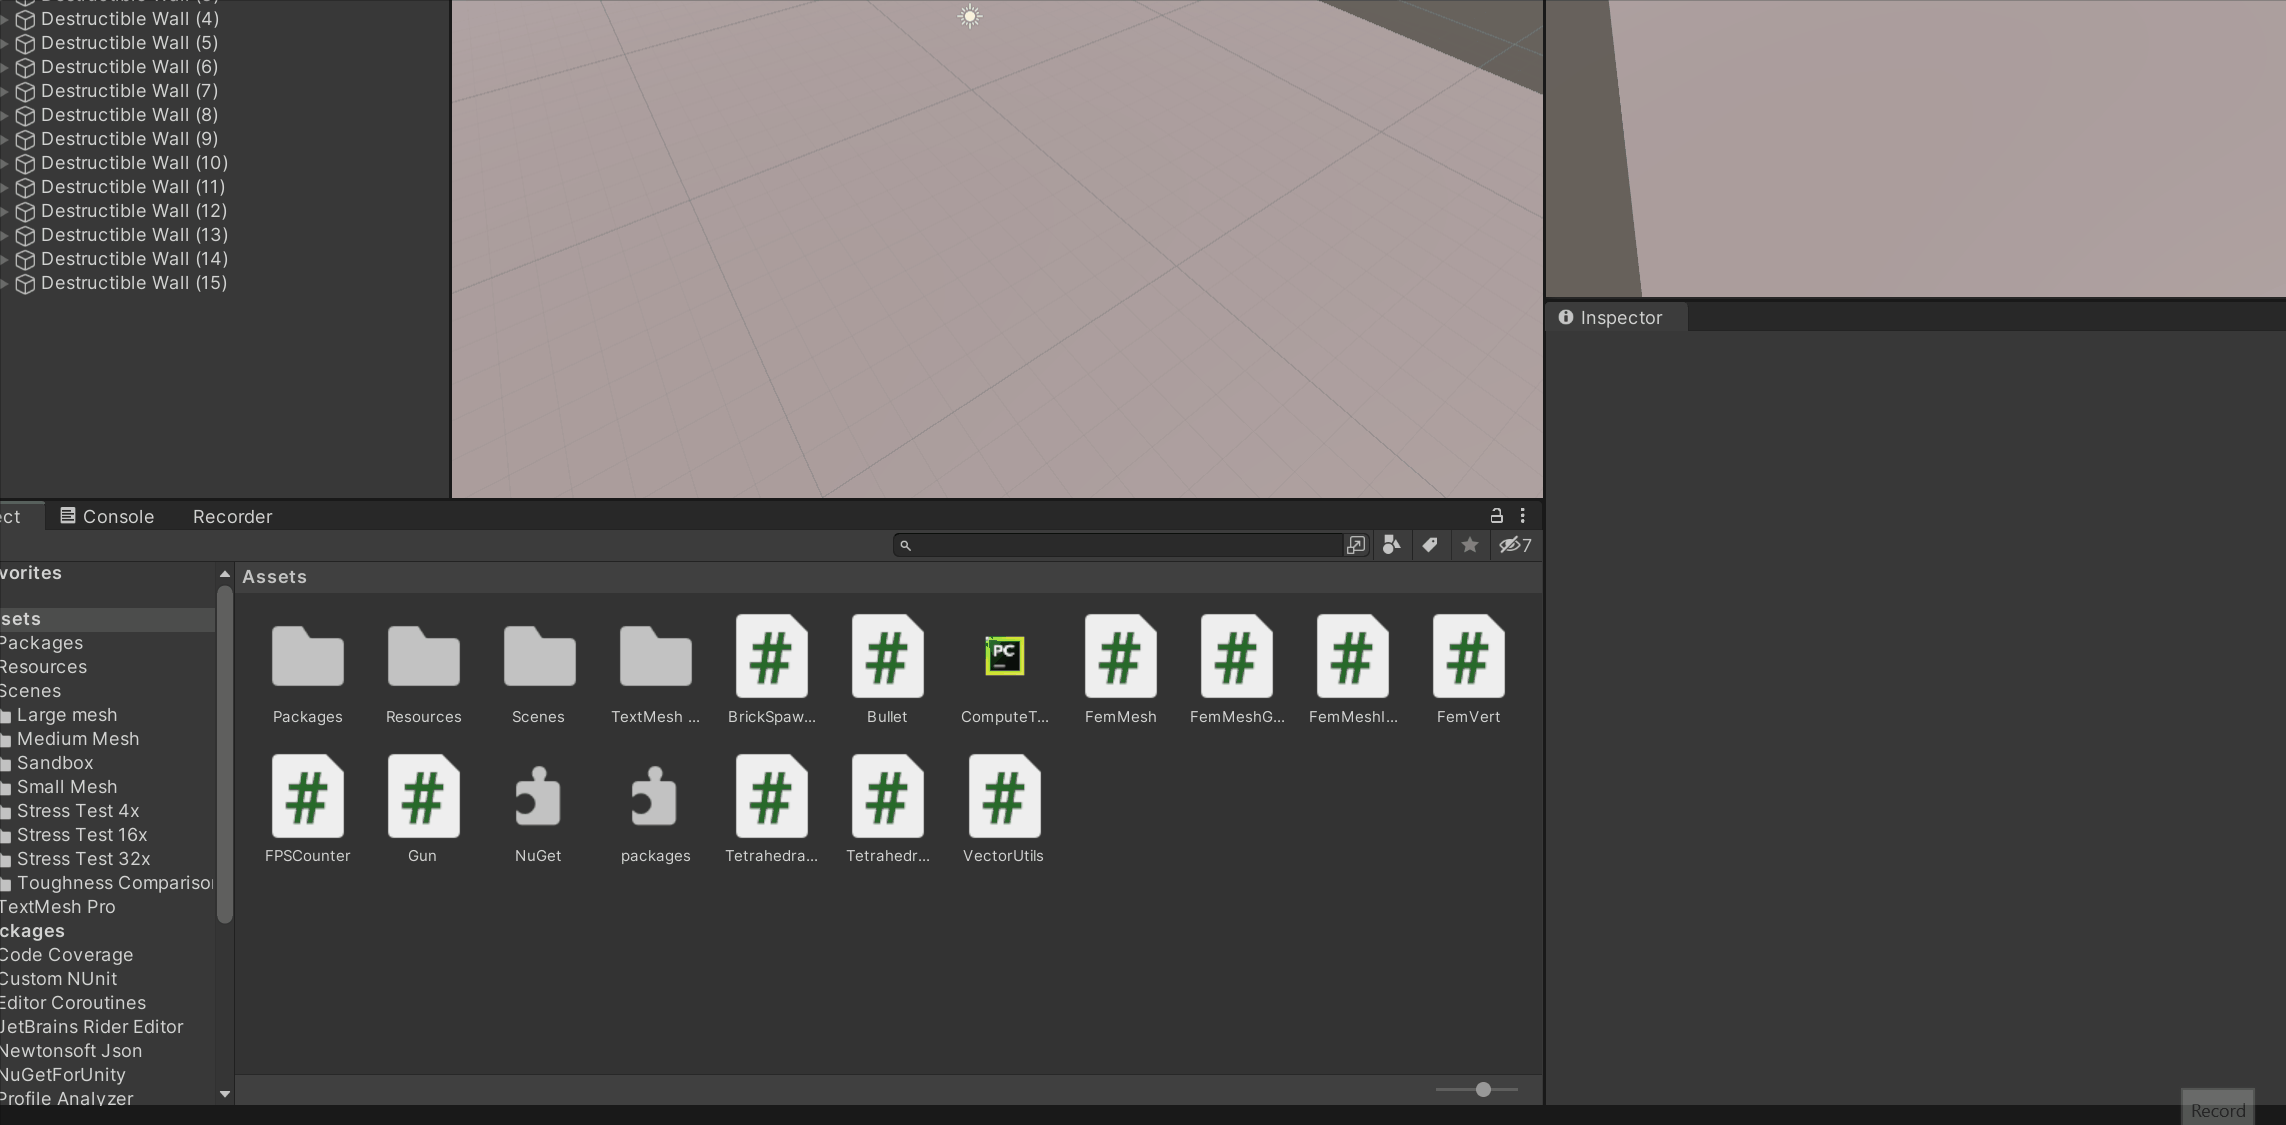 Destructible Wall (4)
Destructible Wall (5)
Destructible Wall (6)
Destructible Wall (7)
Destructible Wall (8)
Destructible Wall (9)
Destructible Wall (10)
Destructible Wall (11)
Destructible Wall (12)
Destructible Wall (13)
Destructible Wall (14)
Destructible Wall (15)
Inspector
ect Console Recorder
7
vorites
sets
Packages
Resources
Scenes
Large mesh
Medium Mesh
Sandbox
Small Mesh
Stress Test 4x
Stress Test 16x
Stress Test 32x
Toughness Comparison
TextMesh Pro
ckages
Code Coverage
Custom NUnit
Editor Coroutines
JetBrains Rider Editor
Newtonsoft Json
NuGetForUnity
Profile Analyzer
Assets
PC
Packages Resources Scenes TextMesh ... BrickSpaw... Bullet ComputeT... FemMesh FemMeshG... FemMeshI... FemVert
FPSCounter Gun NuGet packages Tetrahedra... Tetrahedr... VectorUtils
Record